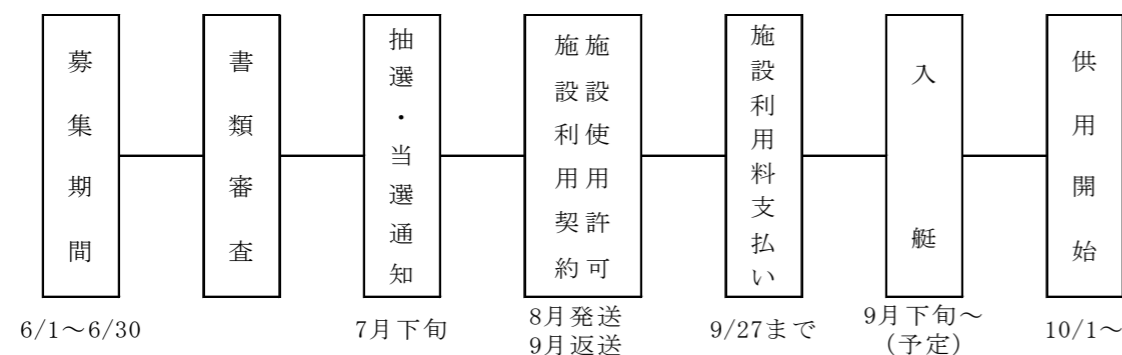 募集期間
書類審査
抽選・当選通知
施設使用許可
施設利用契約
施設利用料支払い
入艇
供用開始
6/1～6/30
7月下旬
8月発送
9月返送
9/27まで
9月下旬～
(予定)
10/1～